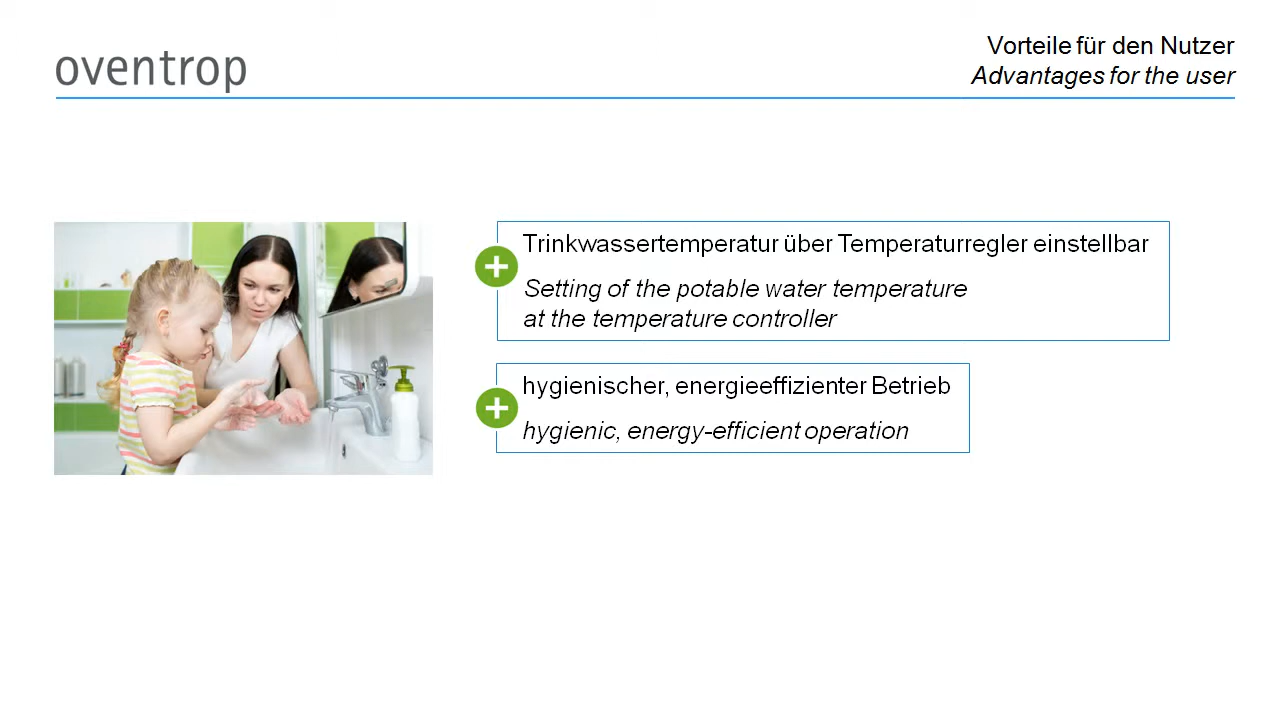 oventrop
Vorteile für den Nutzer
Advantages for the user
Trinkwassertemperatur über Temperaturregler einstellbar
Setting of the potable water temperature
at the temperature controller
hygienischer, energieeffizienter Betrieb
hygienic, energy-efficient operation